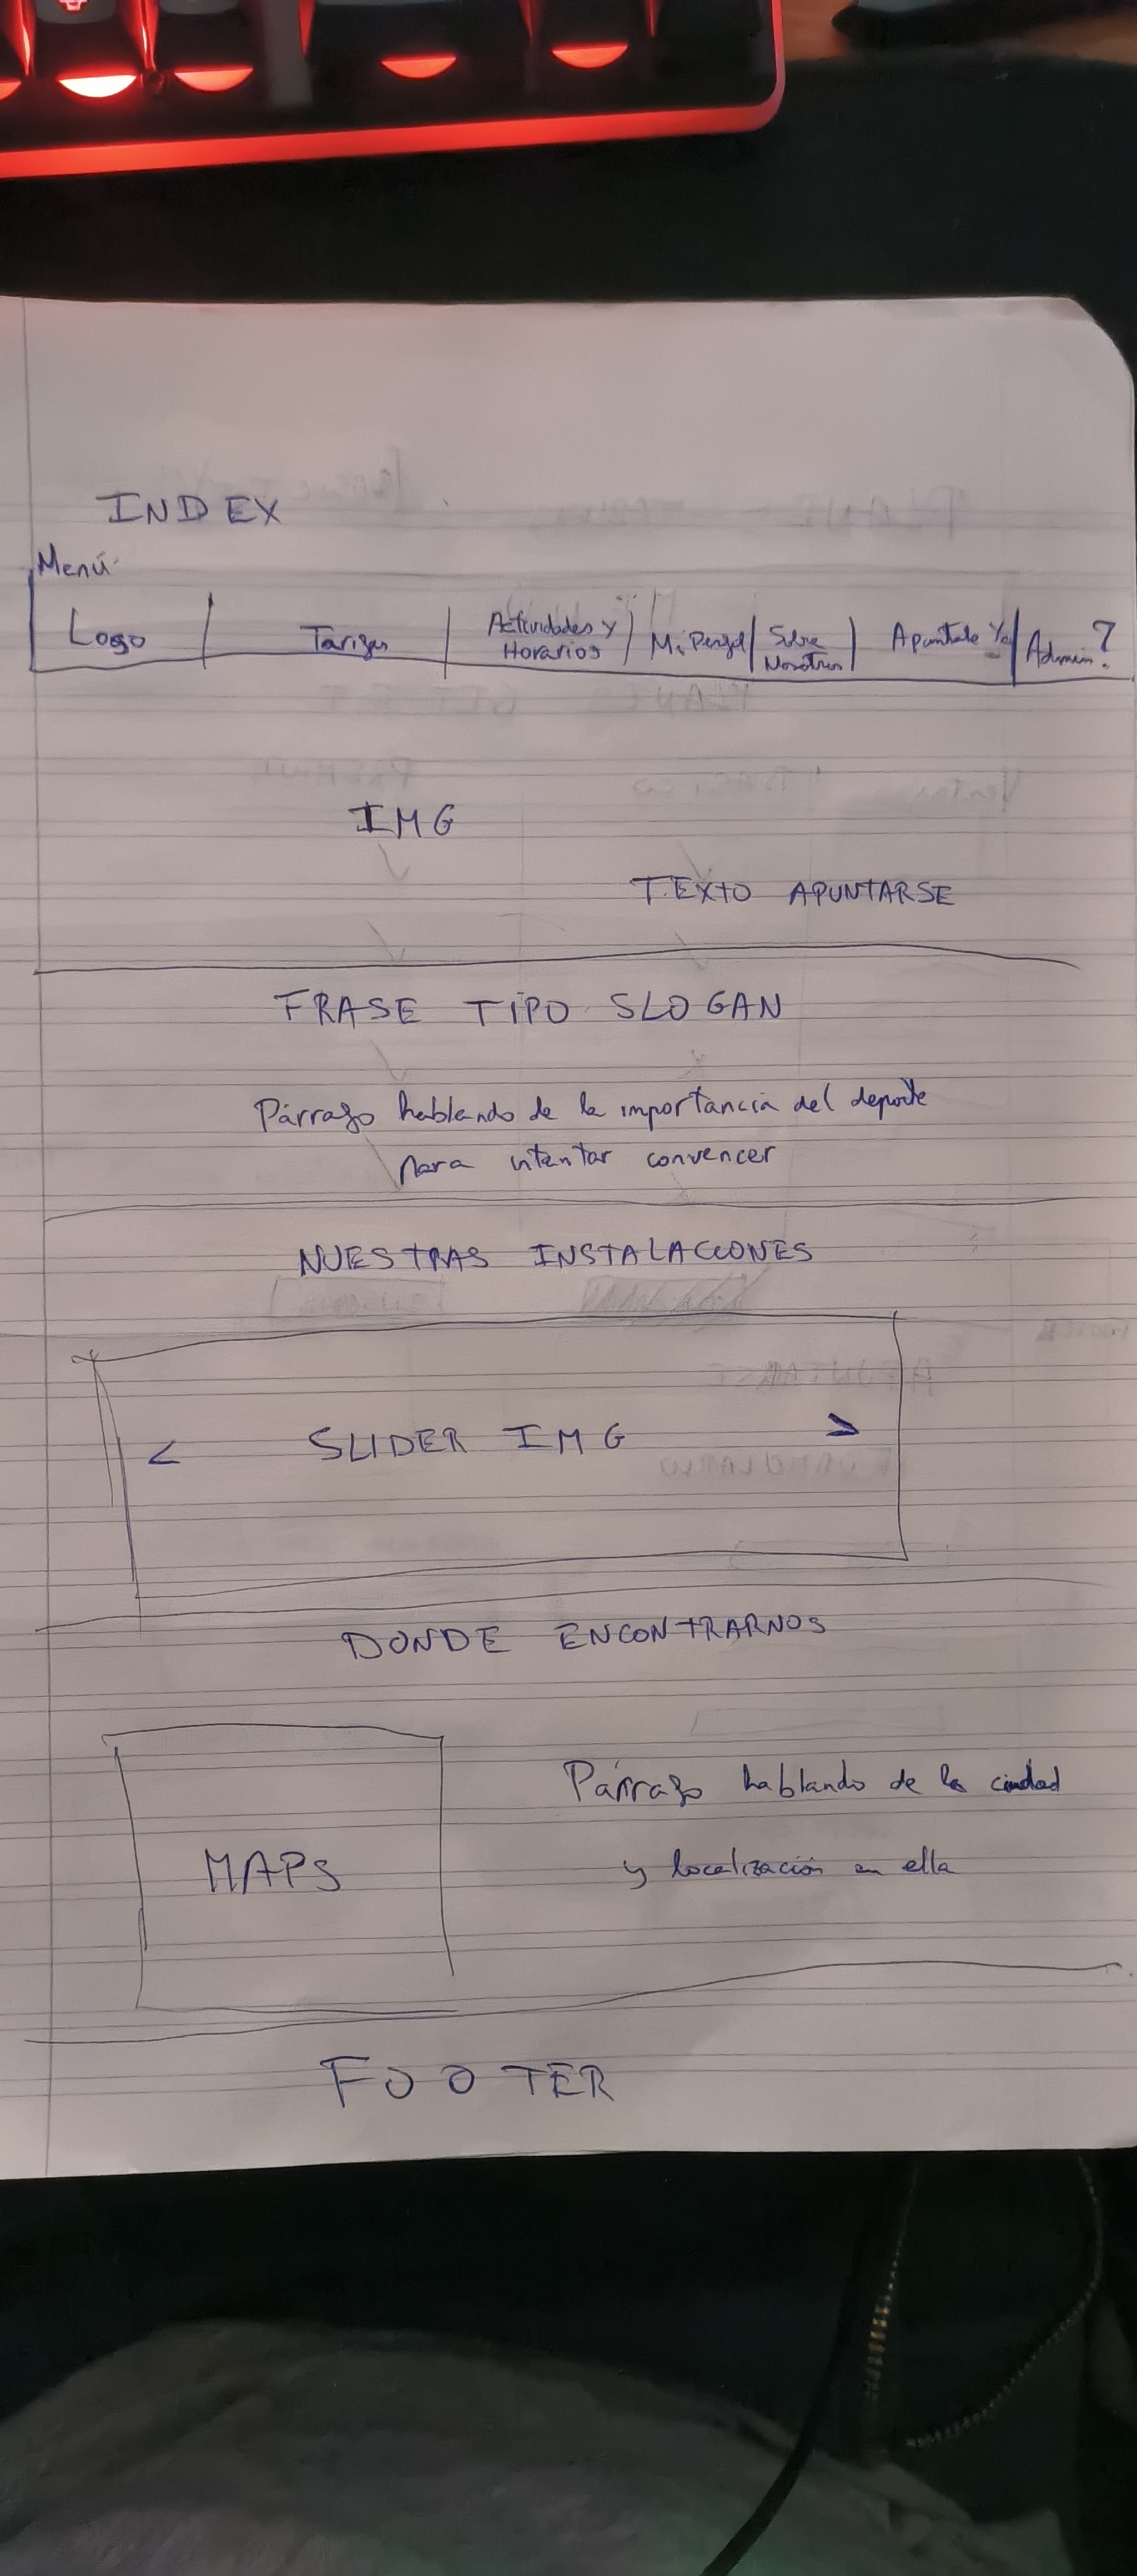 INDEX
Menú
Logo
Tarifas
Actividades y
Horarios
Mi Perfil
Sobre
Nosotros
Apuntate Ya
Admin?
IMG
TEXTO APUNTARSE
FRASE TIPO SLOGAN
Párrafo hablando de la importancia del deporte
para intentar convencer
NUESTRAS INSTALACIONES
< SLIDER IMG >
DONDE ENCONTRARNOS
MAPS
Párrafo hablando de la ciudad
y localización en ella
FOOTER